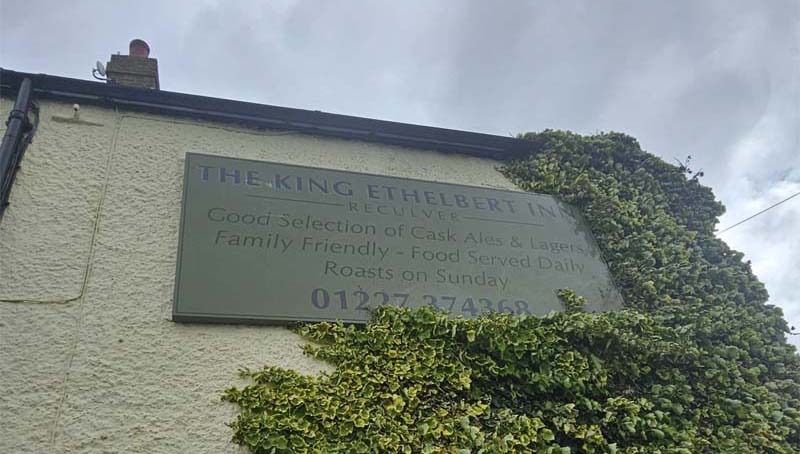 THE KING ETHELBERT INN
RECULVER
Good Selection of Cask Ales & Lagers
Family Friendly - Food Served Daily
Roasts on Sunday
01227 374368